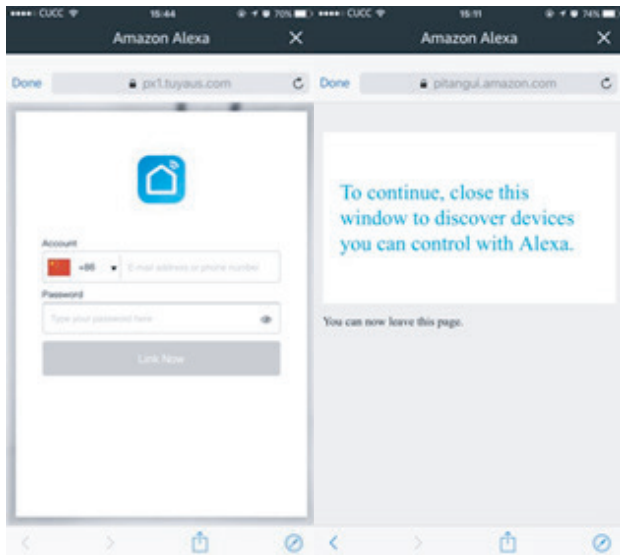 CUCC 15:44 70%
Amazon Alexa
Done px1.tuyaus.com
Account
+86 E-mail address or phone number
Password
Type your password here
Link Now
CUCC 15:11 74%
Amazon Alexa
Done pitangui.amazon.com
To continue, close this
window to discover devices
you can control with Alexa.
You can now leave this page.